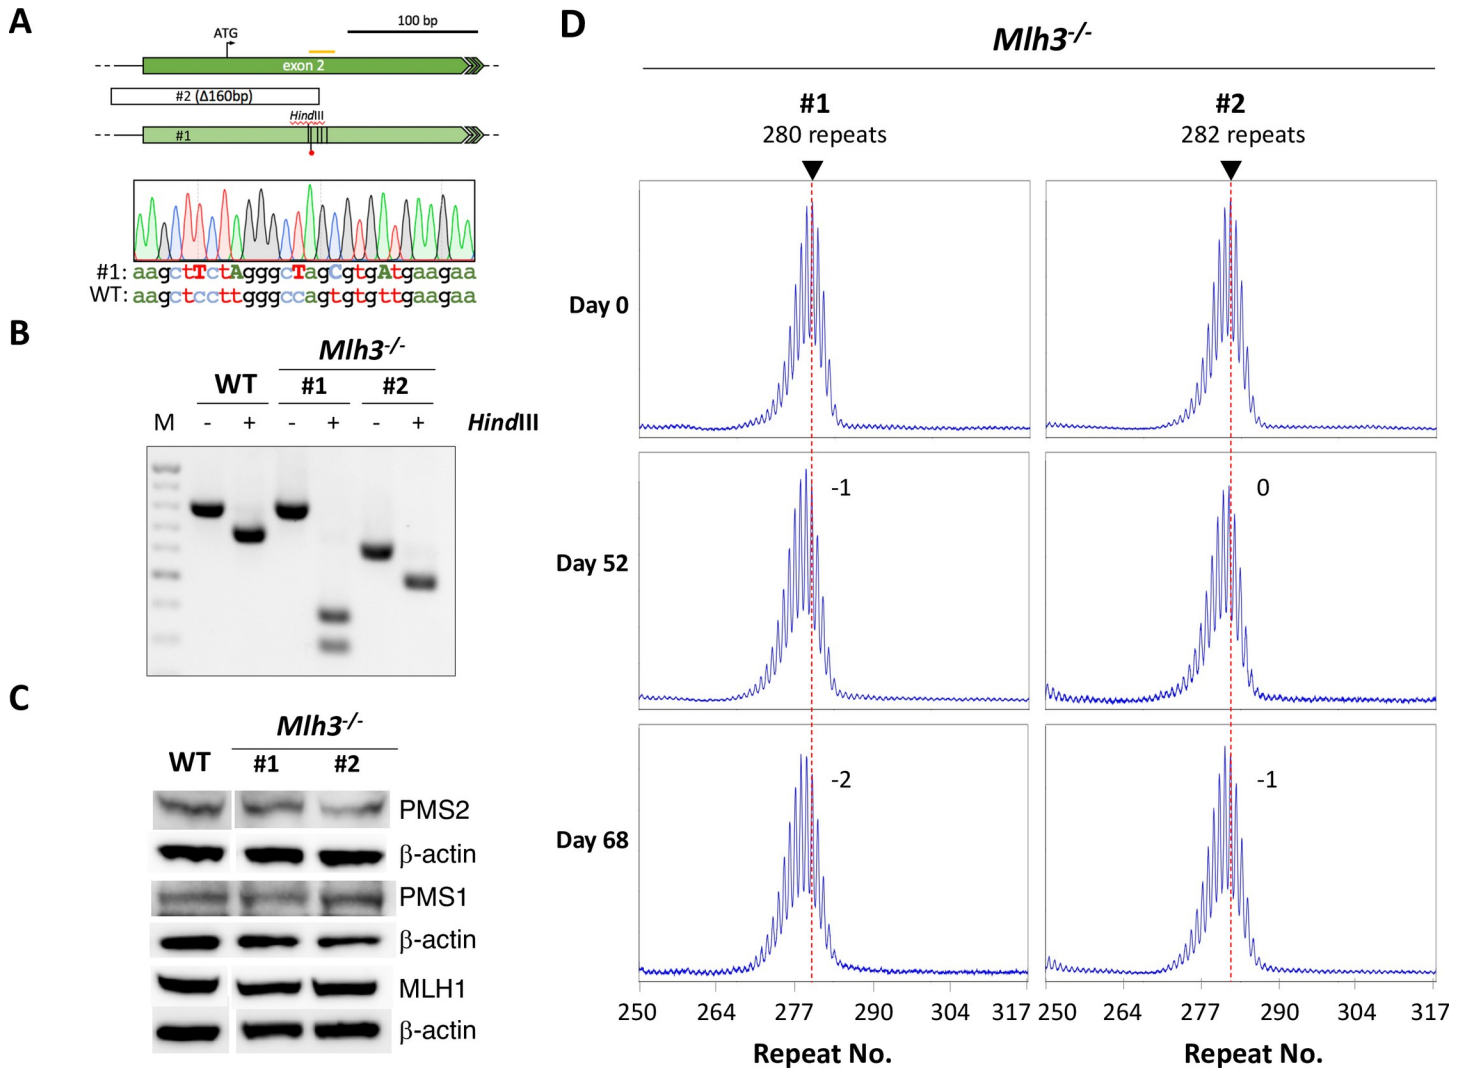 A
100 bp
ATG
exon 2
#2 (Δ160bp)
HindIII
#1
#1: aagctTctAgggcTagCgtgAtgaagaa
WT: aagctccttgggccagtgtgttgaagaa
B
Mlh3-/-
WT #1 #2
M - + - + - + HindIII
C
Mlh3-/-
WT #1 #2
PMS2
β-actin
PMS1
β-actin
MLH1
β-actin
D
Mlh3-/-
#1 #2
280 repeats 282 repeats
Day 0
Day 52
-1 0
Day 68
-2 -1
250 264 277 290 304 317 250 264 277 290 304 317
Repeat No. Repeat No.